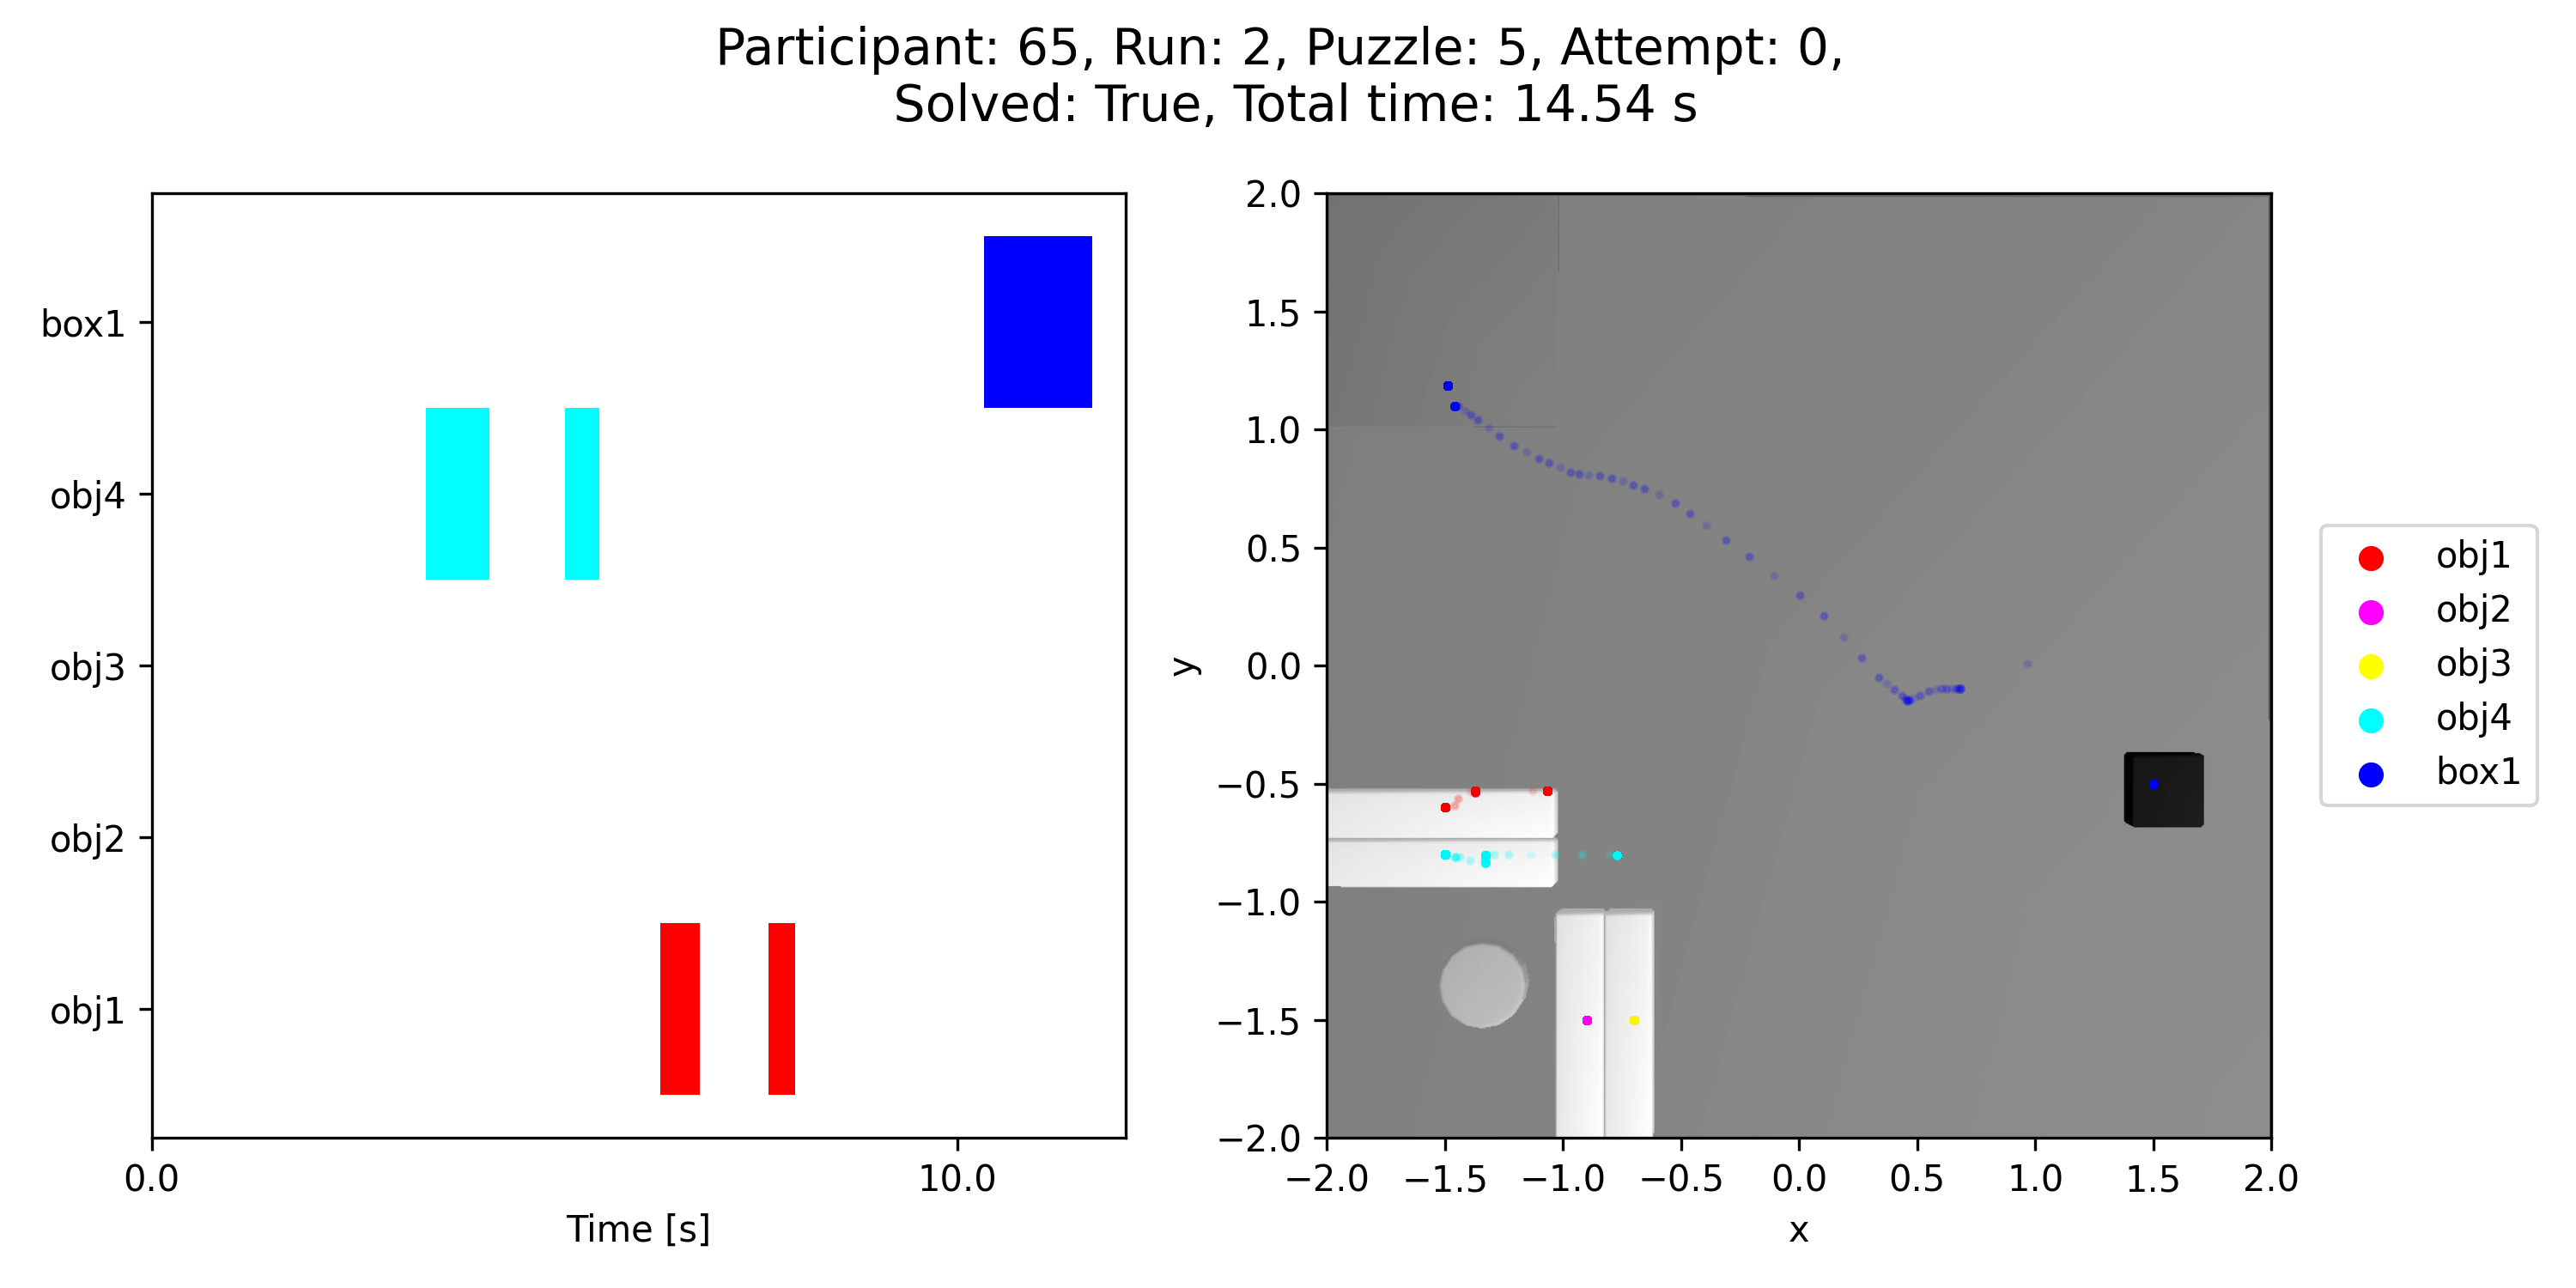 Participant: 65, Run: 2, Puzzle: 5, Attempt: 0,
Solved: True, Total time: 14.54 s
box1
obj4
obj3
obj2
obj1
0.0
10.0
Time [s]
2.0
1.5
1.0
0.5
0.0
−0.5
−1.0
−1.5
−2.0
y
−2.0
−1.5
−1.0
−0.5
0.0
0.5
1.0
1.5
2.0
x
obj1
obj2
obj3
obj4
box1